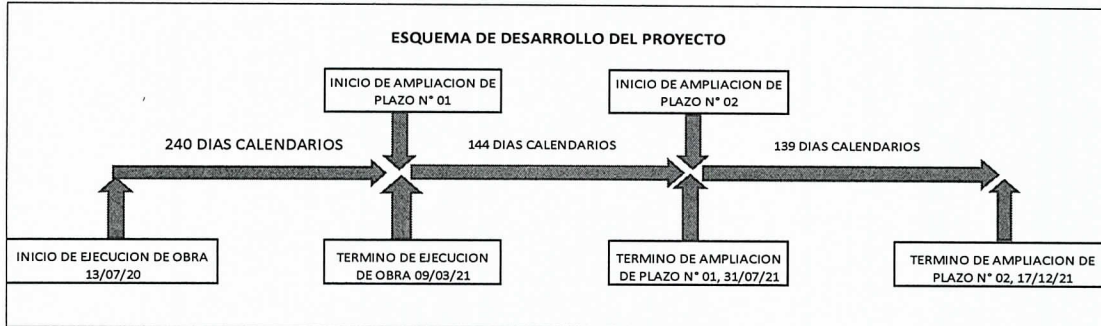 ESQUEMA DE DESARROLLO DEL PROYECTO
INICIO DE AMPLIACION DE
PLAZO N° 01
INICIO DE AMPLIACION DE
PLAZO N° 02
240 DIAS CALENDARIOS
144 DIAS CALENDARIOS
139 DIAS CALENDARIOS
INICIO DE EJECUCION DE OBRA
13/07/20
TERMINO DE EJECUCION
DE OBRA 09/03/21
TERMINO DE AMPLIACION
DE PLAZO N° 01, 31/07/21
TERMINO DE AMPLIACION DE
PLAZO N° 02, 17/12/21